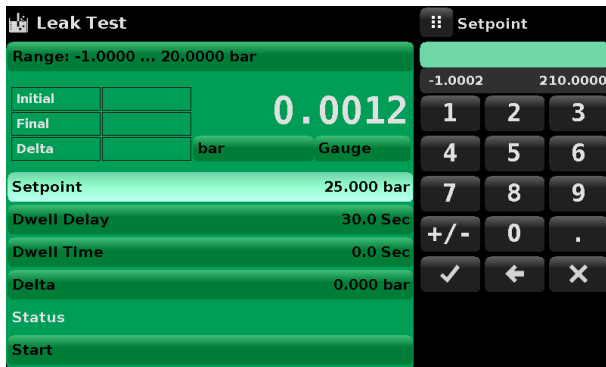 Leak Test
Range: -1.0000 ... 20.0000 bar
Initial
Final
Delta
0.0012
bar Gauge
Setpoint 25.000 bar
Dwell Delay 30.0 Sec
Dwell Time 0.0 Sec
Delta 0.000 bar
Status
Start
Setpoint
-1.0002 210.0000
1 2 3
4 5 6
7 8 9
+/- 0 .